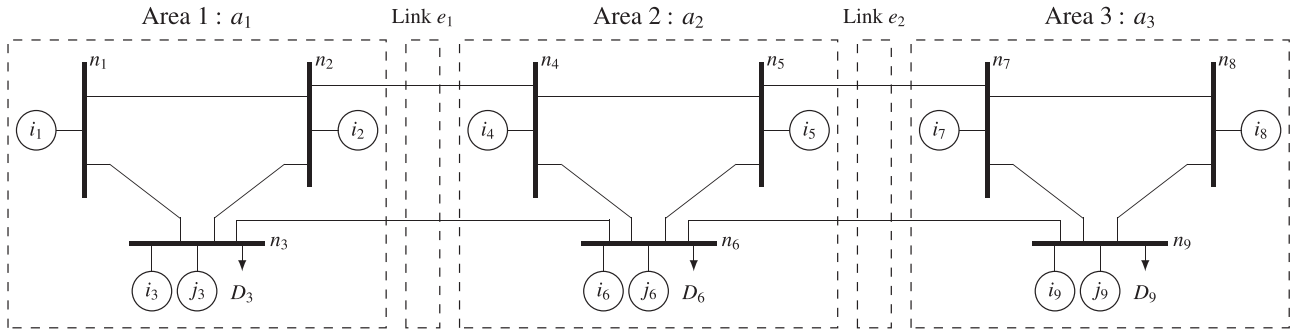 Area 1 : a₁ Link e₁ Area 2 : a₂ Link e₂ Area 3 : a₃
n₁ n₂ n₄ n₅ n₇ n₈
i₁ i₂ i₄ i₅ i₇ i₈
n₃ n₆ n₉
i₃ j₃ D₃ i₆ j₆ D₆ i₉ j₉ D₉